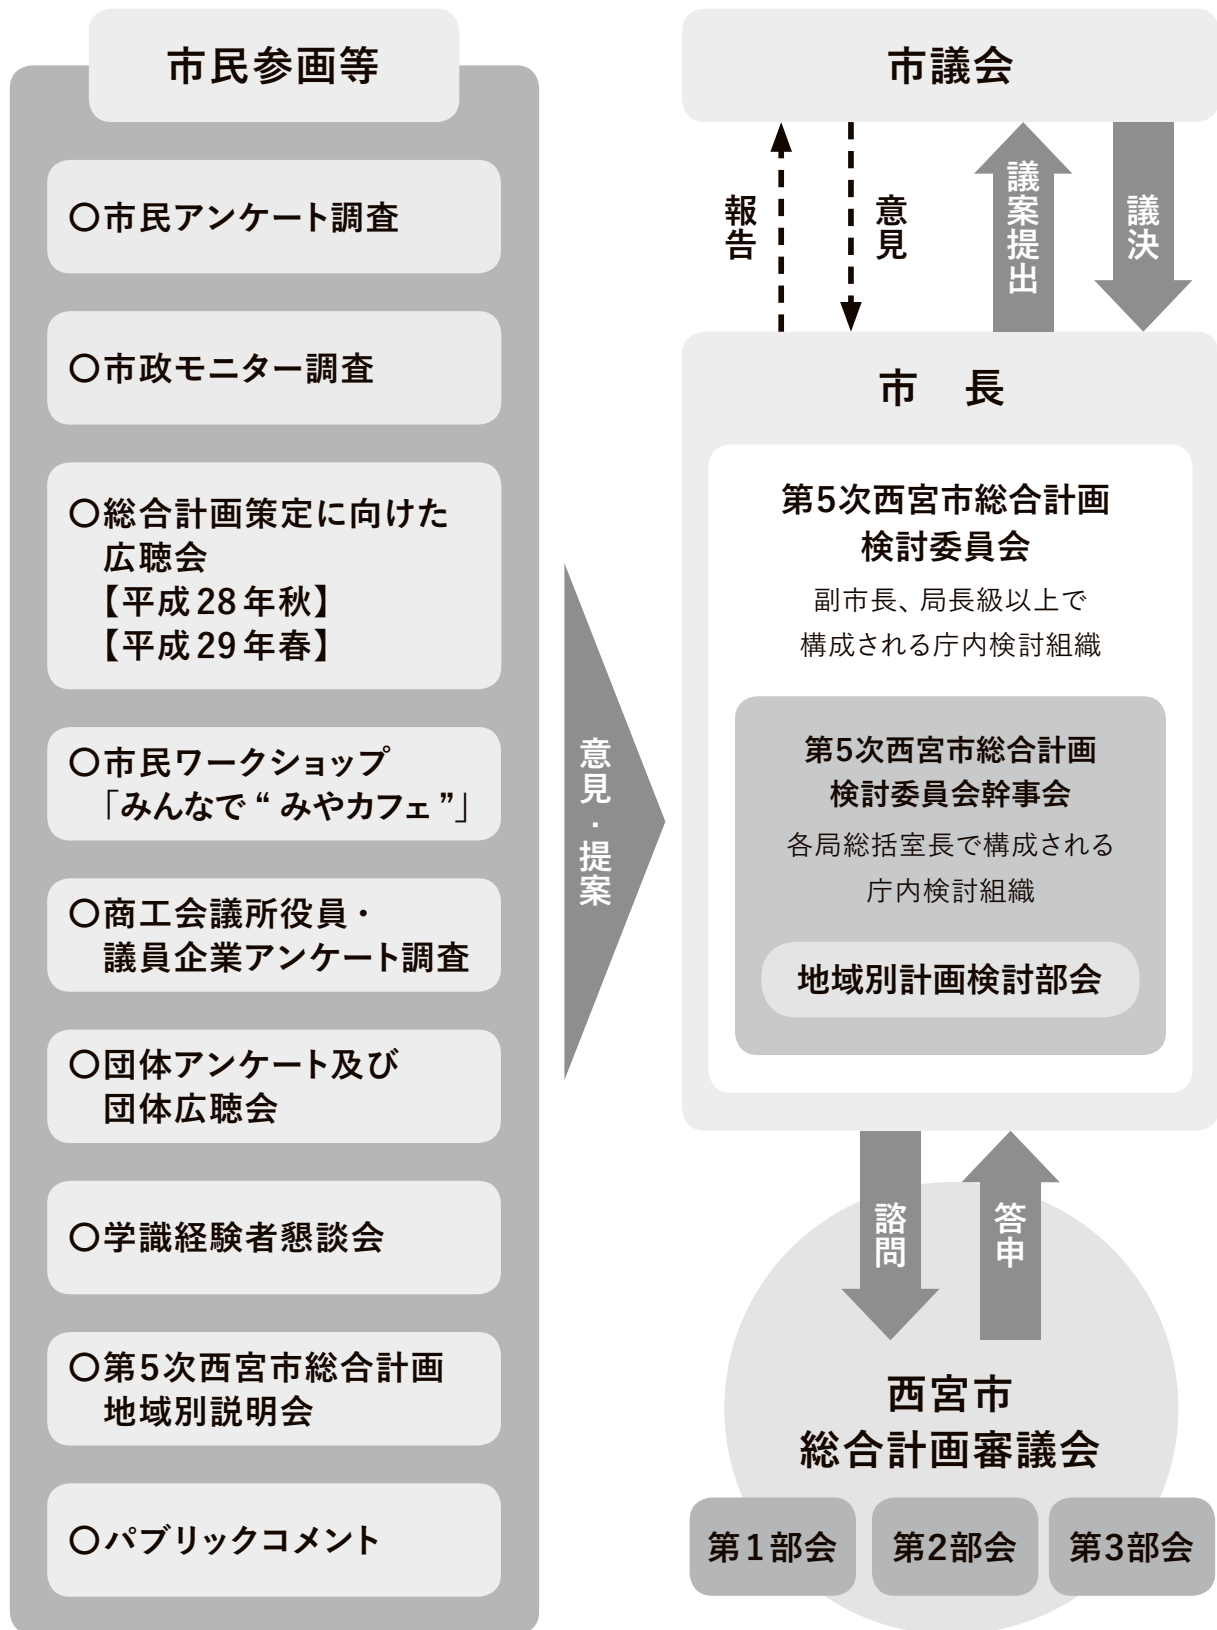 市民参画等
〇市民アンケート調査
〇市政モニター調査
〇総合計画策定に向けた
広聴会
【平成28年秋】
【平成29年春】
〇市民ワークショップ
「みんなで“みやカフェ”」
〇商工会議所役員・
議員企業アンケート調査
〇団体アンケート及び
団体広聴会
〇学識経験者懇談会
〇第5次西宮市総合計画
地域別説明会
〇パブリックコメント
意見・提案
市議会
報告
意見
議案提出
議決
市　長
第5次西宮市総合計画
検討委員会
副市長、局長級以上で
構成される庁内検討組織
第5次西宮市総合計画
検討委員会幹事会
各局総括室長で構成される
庁内検討組織
地域別計画検討部会
諮問
答申
西宮市
総合計画審議会
第1部会
第2部会
第3部会